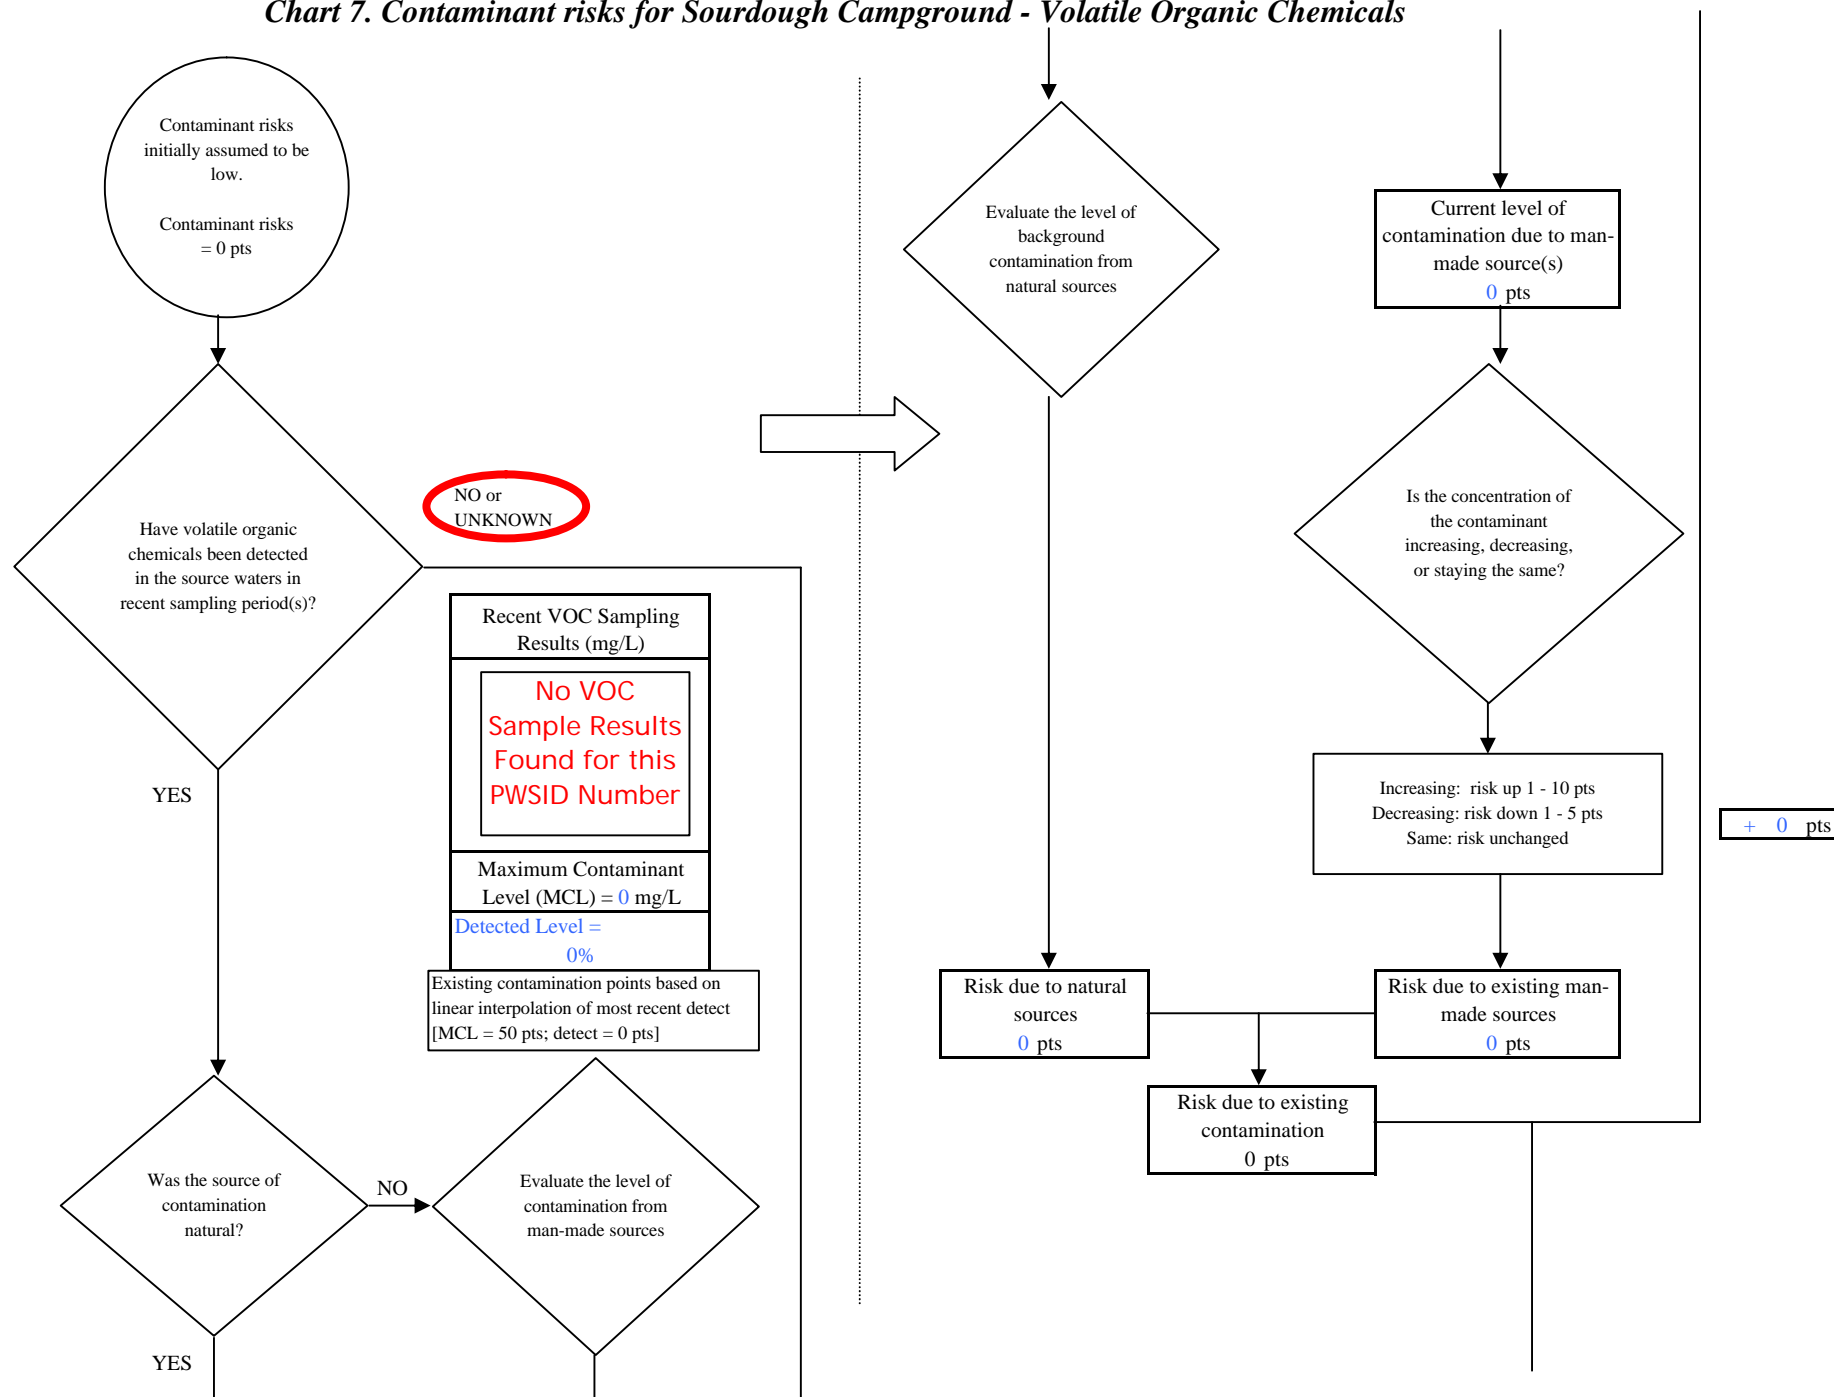 Chart 7. Contaminant risks for Sourdough Campground - Volatile Organic Chemicals
Contaminant risks
initially assumed to be
low.
Contaminant risks
= 0 pts
Have volatile organic
chemicals been detected
in the source waters in
recent sampling period(s)?
NO or
UNKNOWN
YES
Recent VOC Sampling
Results (mg/L)
No VOC
Sample Results
Found for this
PWSID Number
Maximum Contaminant
Level (MCL) = 0 mg/L
Detected Level =
0%
Existing contamination points based on
linear interpolation of most recent detect
[MCL = 50 pts; detect = 0 pts]
Was the source of
contamination
natural?
NO
Evaluate the level of
contamination from
man-made sources
YES
Evaluate the level of
background
contamination from
natural sources
Current level of
contamination due to man-
made source(s)
0 pts
Is the concentration of
the contaminant
increasing, decreasing,
or staying the same?
Increasing: risk up 1 - 10 pts
Decreasing: risk down 1 - 5 pts
Same: risk unchanged
+ 0 pts
Risk due to natural
sources
0 pts
Risk due to existing man-
made sources
0 pts
Risk due to existing
contamination
0 pts